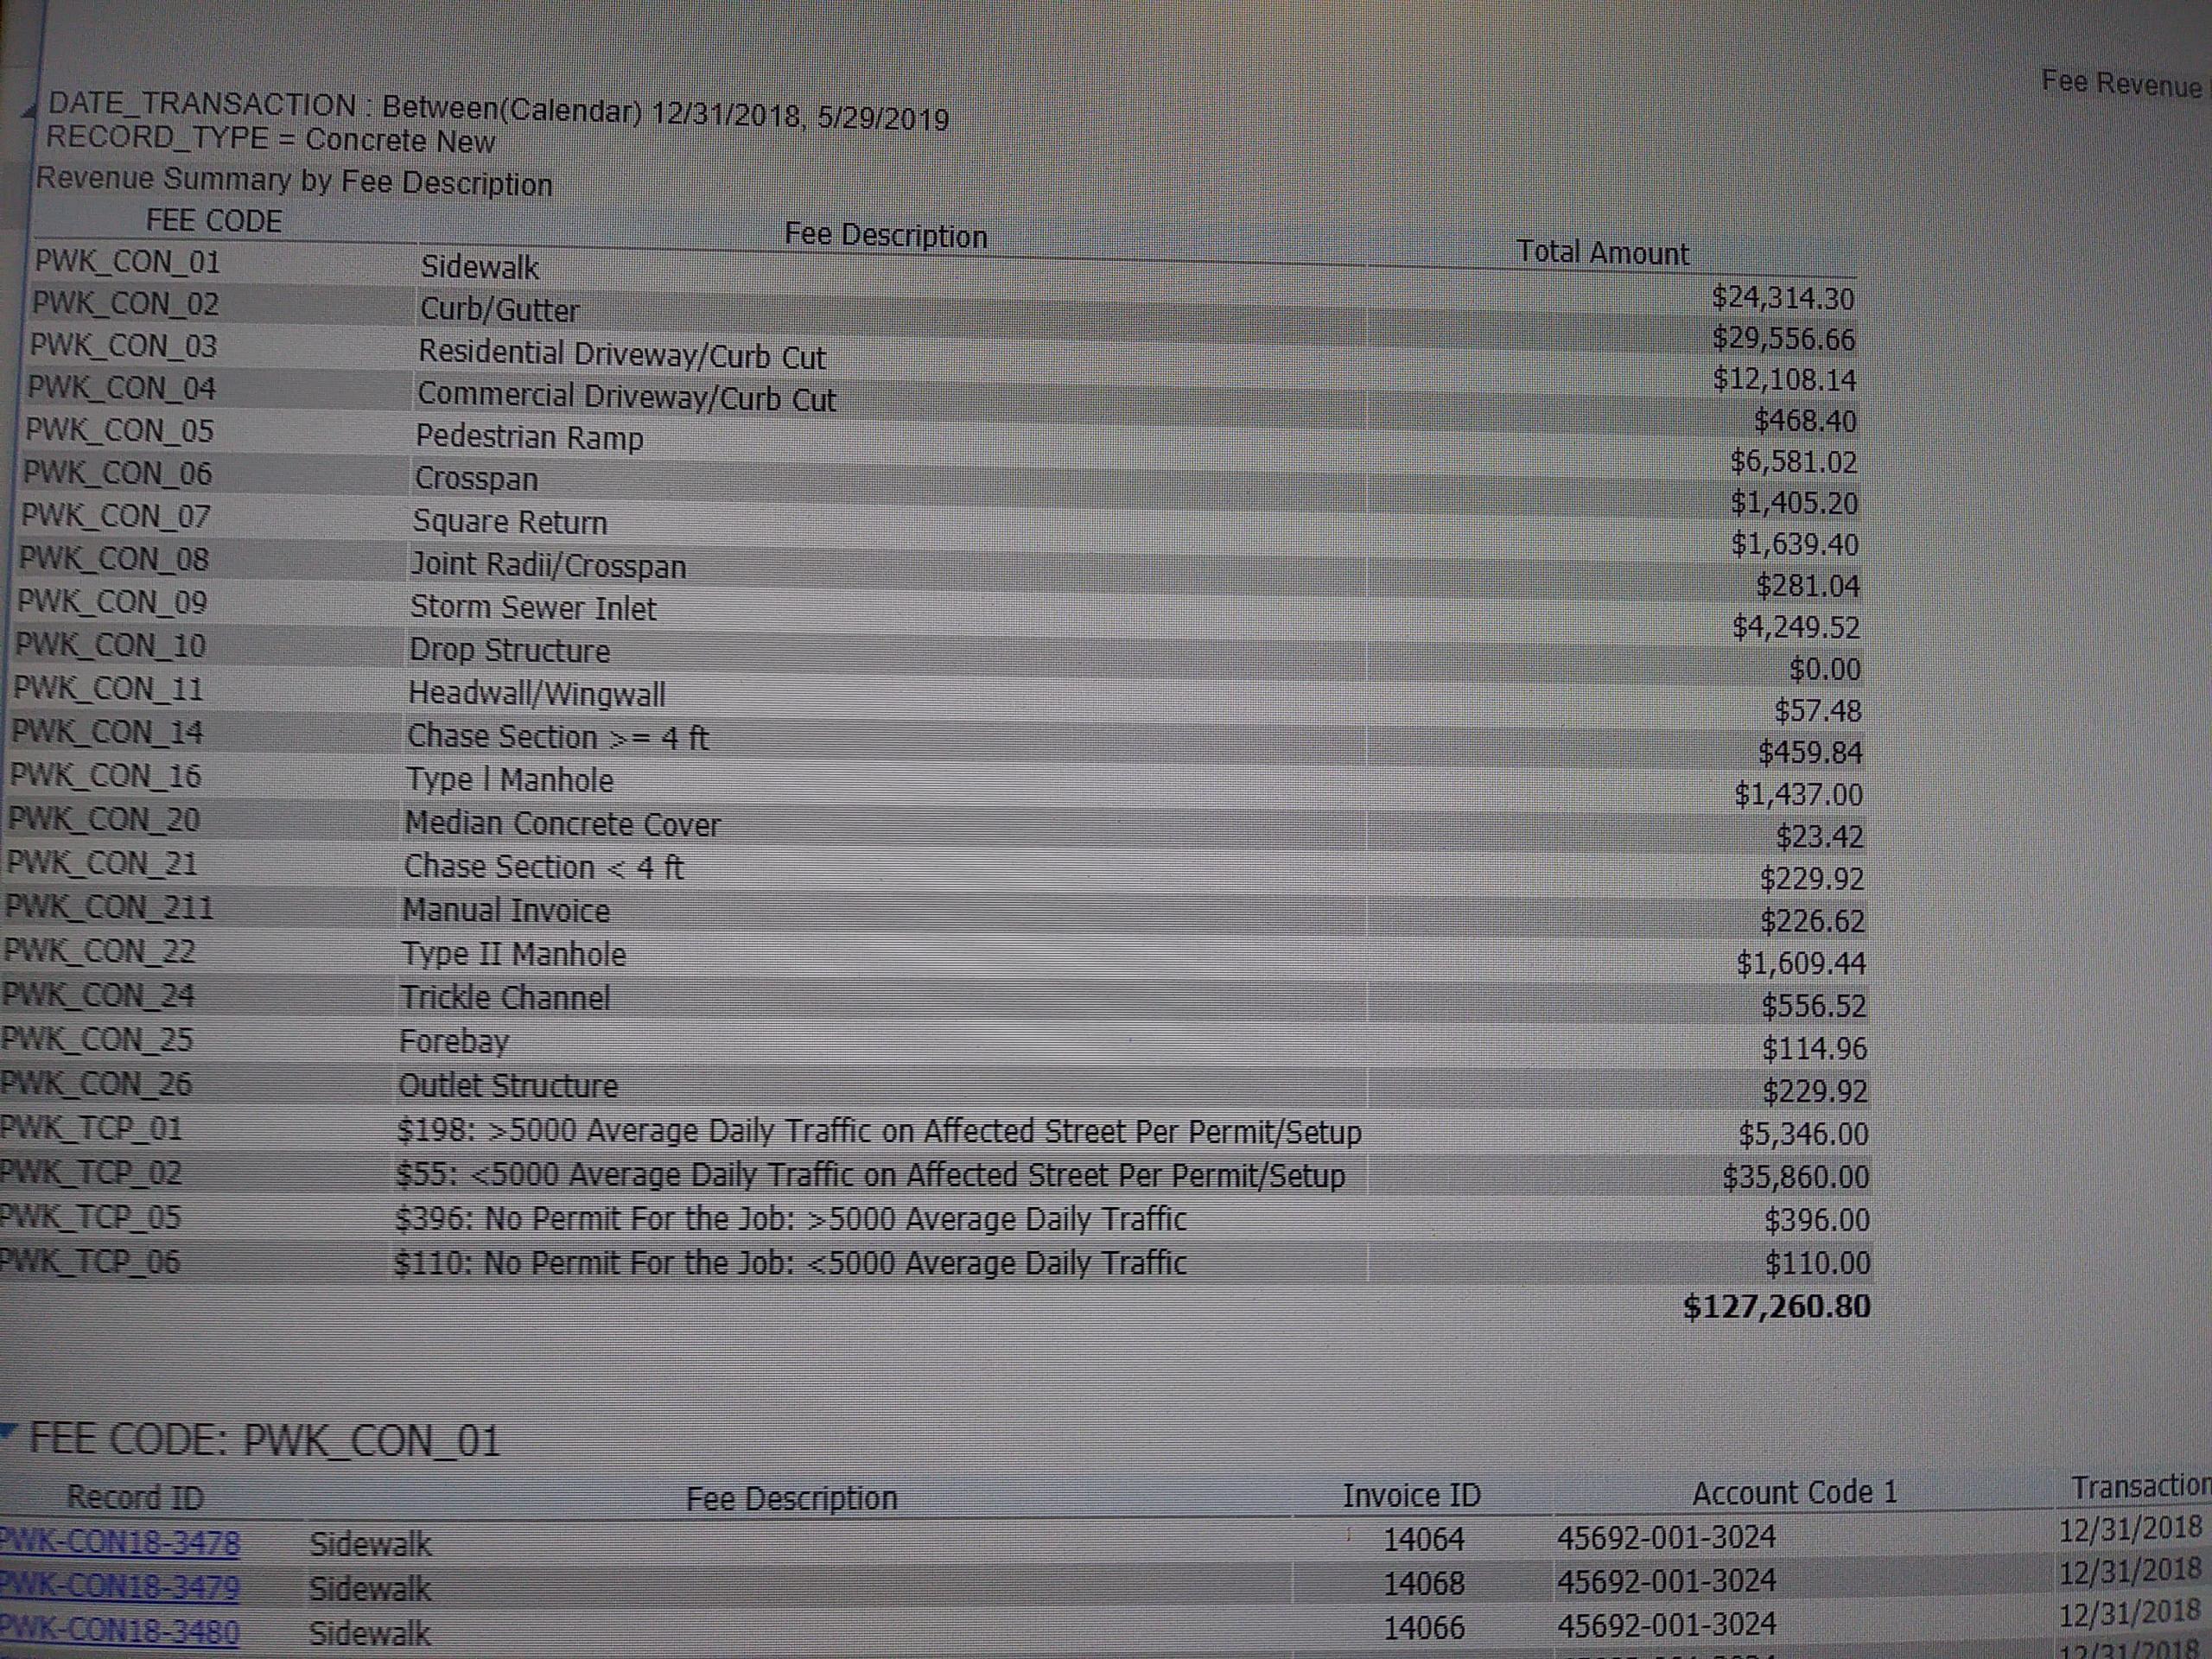 Fee Revenue
DATE_TRANSACTION : Between(Calendar) 12/31/2018, 5/29/2019
RECORD_TYPE = Concrete New
Revenue Summary by Fee Description
FEE CODE Fee Description Total Amount
PWK_CON_01 Sidewalk $24,314.30
PWK_CON_02 Curb/Gutter $29,556.66
PWK_CON_03 Residential Driveway/Curb Cut $12,108.14
PWK_CON_04 Commercial Driveway/Curb Cut $468.40
PWK_CON_05 Pedestrian Ramp $6,581.02
PWK_CON_06 Crosspan $1,405.20
PWK_CON_07 Square Return $1,639.40
PWK_CON_08 Joint Radii/Crosspan $281.04
PWK_CON_09 Storm Sewer Inlet $4,249.52
PWK_CON_10 Drop Structure $0.00
PWK_CON_11 Headwall/Wingwall $57.48
PWK_CON_14 Chase Section >= 4 ft $459.84
PWK_CON_16 Type I Manhole $1,437.00
PWK_CON_20 Median Concrete Cover $23.42
PWK_CON_21 Chase Section < 4 ft $229.92
PWK_CON_211 Manual Invoice $226.62
PWK_CON_22 Type II Manhole $1,609.44
PWK_CON_24 Trickle Channel $556.52
PWK_CON_25 Forebay $114.96
PWK_CON_26 Outlet Structure $229.92
PWK_TCP_01 $198: >5000 Average Daily Traffic on Affected Street Per Permit/Setup $5,346.00
PWK_TCP_02 $55: <5000 Average Daily Traffic on Affected Street Per Permit/Setup $35,860.00
PWK_TCP_05 $396: No Permit For the Job: >5000 Average Daily Traffic $396.00
PWK_TCP_06 $110: No Permit For the Job: <5000 Average Daily Traffic $110.00
$127,260.80
FEE CODE: PWK_CON_01
Record ID Fee Description Invoice ID Account Code 1 Transaction
PWK-CON18-3478 Sidewalk 14064 45692-001-3024 12/31/2018
PWK-CON18-3479 Sidewalk 14068 45692-001-3024 12/31/2018
PWK-CON18-3480 Sidewalk 14066 45692-001-3024 12/31/2018
12/31/2018